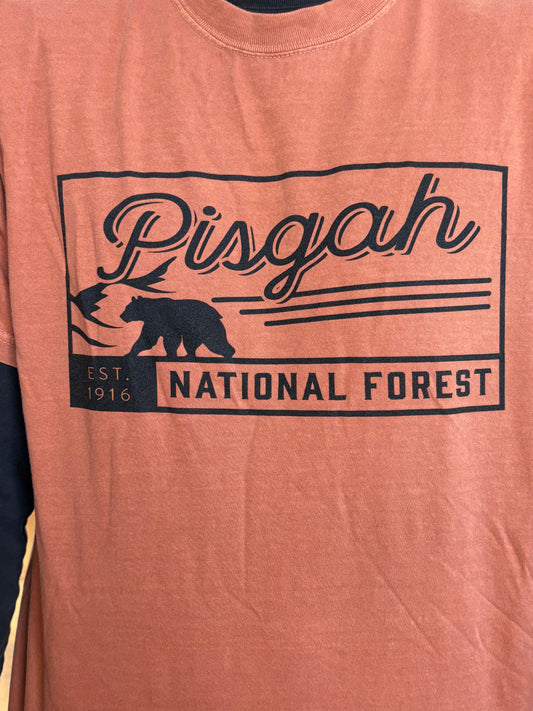 Pisgah
EST.
1916
NATIONAL FOREST